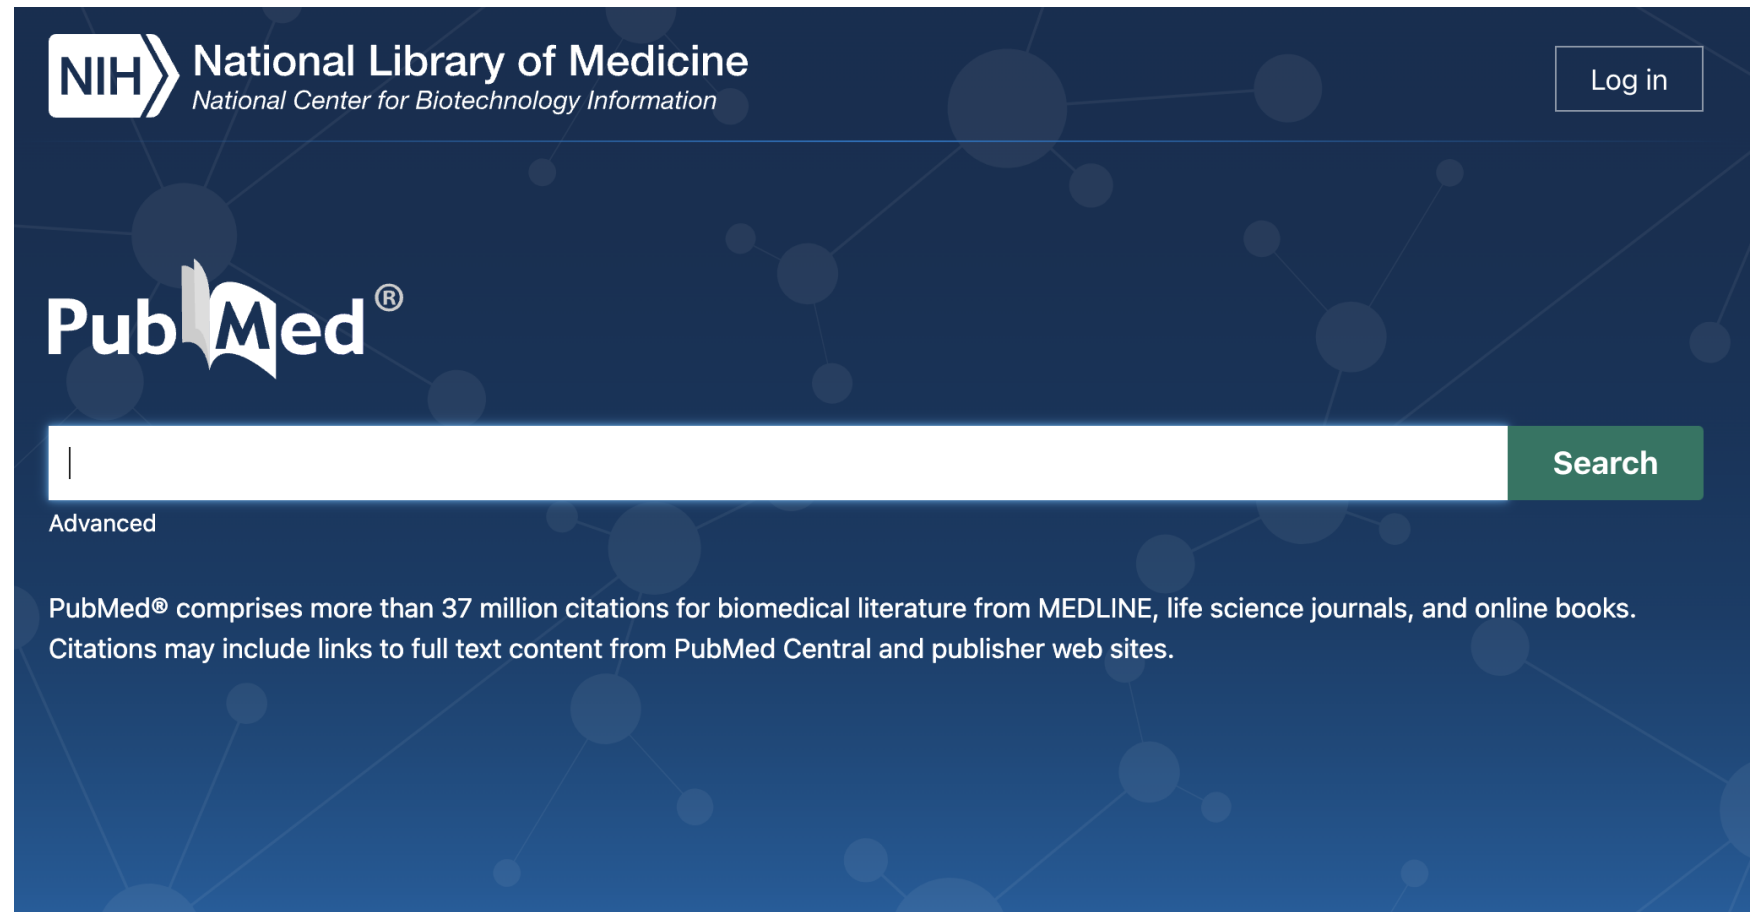 NIH
National Library of Medicine
National Center for Biotechnology Information
Log in
PubMed®
Search
Advanced
PubMed® comprises more than 37 million citations for biomedical literature from MEDLINE, life science journals, and online books.
Citations may include links to full text content from PubMed Central and publisher web sites.